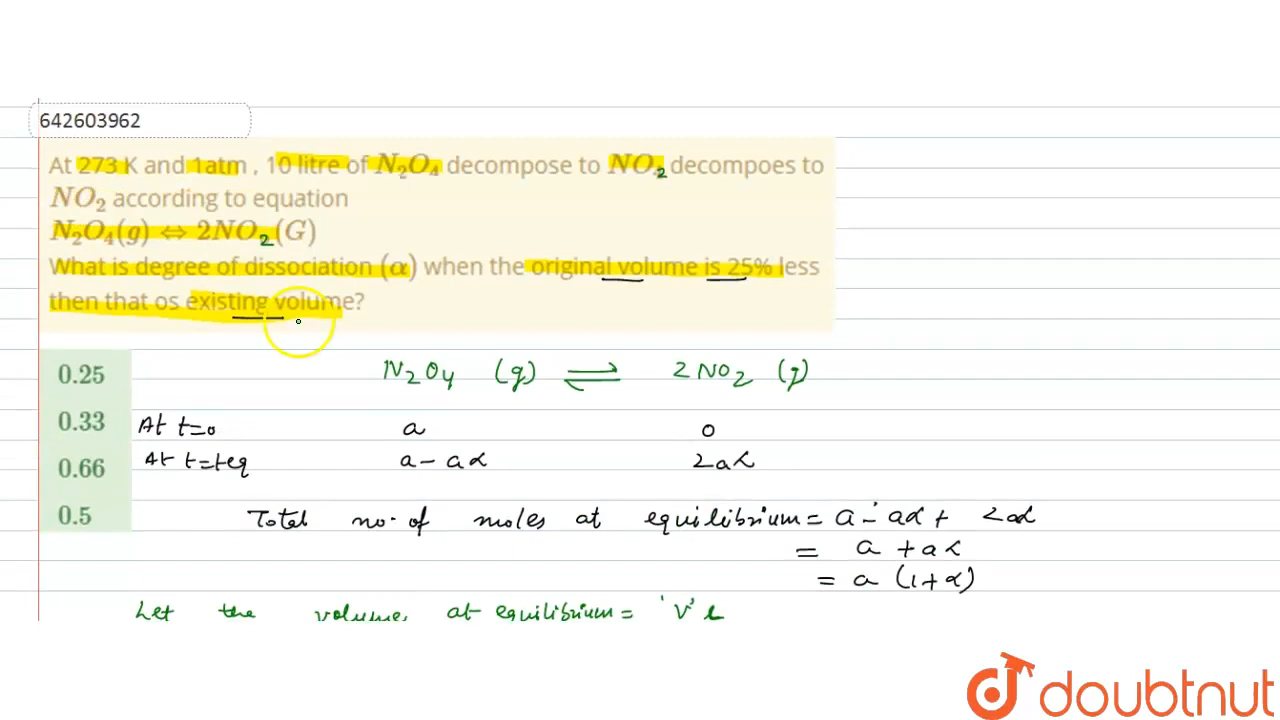 642603962
At 273 K and 1atm , 10 litre of N₂O₄ decompose to NO₂ decompoes to
NO₂ according to equation
N₂O₄(g) ⇔ 2NO₂(G)
What is degree of dissociation (α) when the original volume is 25% less
then that os existing volume?
0.25
0.33
0.66
0.5
N₂O₄ (g) ⇌ 2NO₂ (g)
At t=0 a 0
At t=teq a-aα 2aα
Total no. of moles at equilibrium = a-aα+ 2aα
= a +aα
= a (1+α)
Let the volume at equilibrium = 'V' L
doubtnut